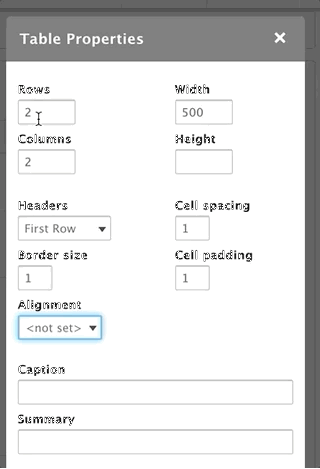 Table Properties ×
Rows Width
2 500
Columns Height
2
Headers Cell spacing
First Row 1
Border size Cell padding
1 1
Alignment
<not set>
Caption
Summary